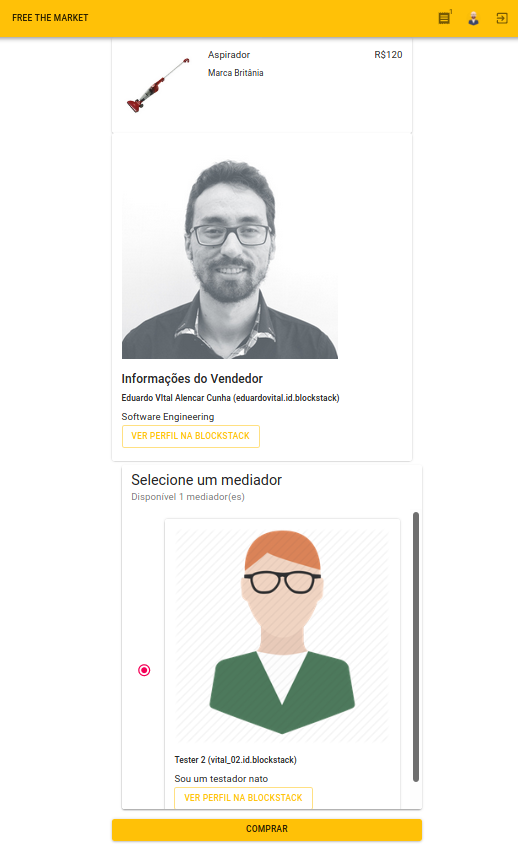 FREE THE MARKET
1
Aspirador R$120
Marca Britânia
Informações do Vendedor
Eduardo VItal Alencar Cunha (eduardovital.id.blockstack)
Software Engineering
VER PERFIL NA BLOCKSTACK
Selecione um mediador
Disponível 1 mediador(es)
Tester 2 (vital_02.id.blockstack)
Sou um testador nato
VER PERFIL NA BLOCKSTACK
COMPRAR